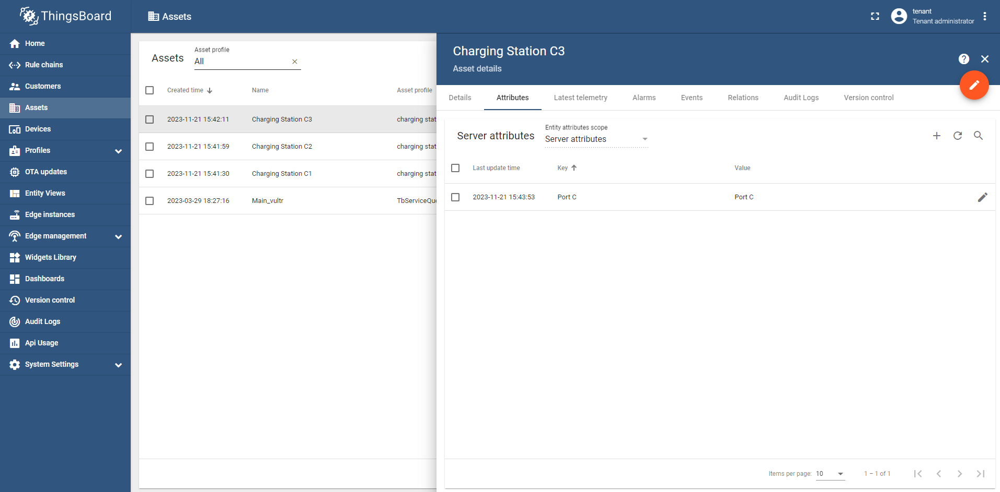 ThingsBoard
Assets
tenant
Tenant administrator
Home
Rule chains
Customers
Assets
Devices
Profiles
OTA updates
Entity Views
Edge instances
Edge management
Widgets Library
Dashboards
Version control
Audit Logs
Api Usage
System Settings
Assets
Asset profile
All
Created time Name Asset profile
2023-11-21 15:42:11 Charging Station C3 charging stat
2023-11-21 15:41:59 Charging Station C2 charging stat
2023-11-21 15:41:30 Charging Station C1 charging stat
2023-03-29 18:27:16 Main_vultr TbServiceQue
Charging Station C3
Asset details
Details Attributes Latest telemetry Alarms Events Relations Audit Logs Version control
Server attributes
Entity attributes scope
Server attributes
Last update time Key Value
2023-11-21 15:43:53 Port C Port C
Items per page: 10 1 – 1 of 1